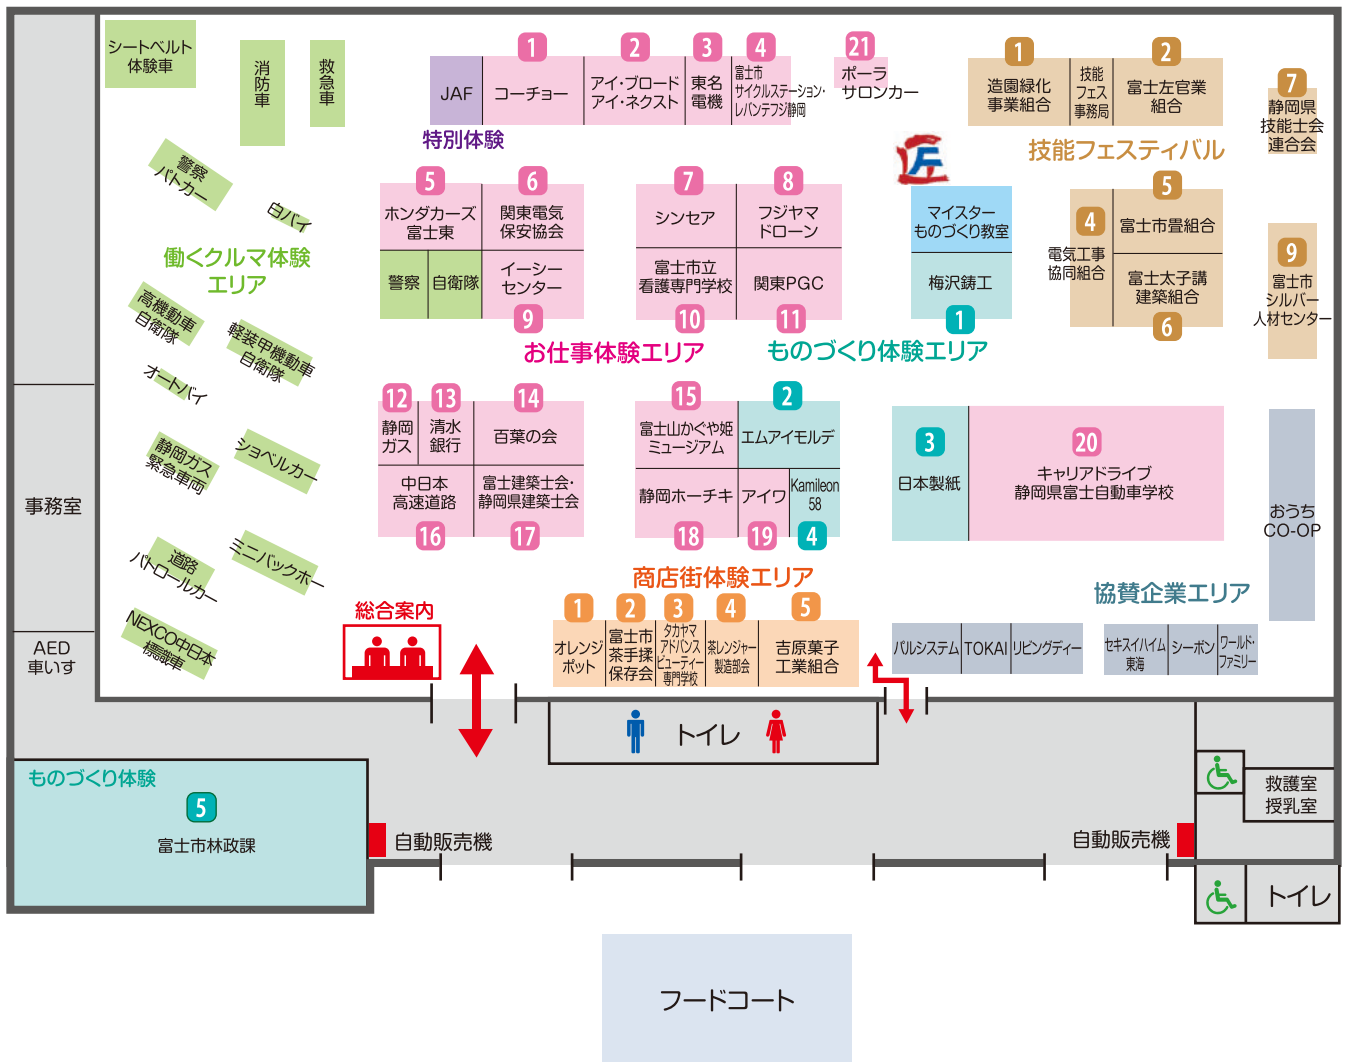 シートベルト
体験車
消防車
救急車
警察
パトカー
白バイ
働くクルマ体験
エリア
高機動車
自衛隊
軽装甲機動車
自衛隊
オートバイ
静岡ガス
緊急車両
ショベルカー
道路
パトロールカー
ミニバックホー
NEXCO中日本
標識車
事務室
AED
車いす
JAF
特別体験
1
コーチョー
2
アイ・ブロード
アイ・ネクスト
3
東名
電機
4
富士市
サイクルステーション・
レバンテフジ静岡
21
ポーラ
サロンカー
5
ホンダカーズ
富士東
6
関東電気
保安協会
警察
自衛隊
イーシー
センター
9
7
シンセア
8
フジヤマ
ドローン
富士市立
看護専門学校
10
関東PGC
11
お仕事体験エリア
マイスター
ものづくり教室
梅沢鋳工
1
ものづくり体験エリア
1
造園緑化
事業組合
技能
フェス
事務局
2
富士左官業
組合
技能フェスティバル
7
静岡県
技能士会
連合会
4
電気工事
協同組合
5
富士市畳組合
富士太子講
建築組合
6
9
富士市
シルバー
人材センター
12
静岡
ガス
13
清水
銀行
14
百葉の会
中日本
高速道路
16
富士建築士会・
静岡県建築士会
17
15
富士山かぐや姫
ミュージアム
2
エムアイモルデ
静岡ホーチキ
18
アイワ
19
Kamileon
58
4
3
日本製紙
20
キャリアドライブ
静岡県富士自動車学校
おうち
CO-OP
商店街体験エリア
協賛企業エリア
総合案内
1
オレンジ
ポット
2
富士市
茶手揉
保存会
3
タカヤマ
アドバンス
ビューティー
専門学校
4
茶レンジャー
製造部会
5
吉原菓子
工業組合
パルシステム
TOKAI
リビングディー
セキスイハイム
東海
シーボン
ワールド・
ファミリー
トイレ
ものづくり体験
5
富士市林政課
自動販売機
自動販売機
救護室
授乳室
トイレ
フードコート